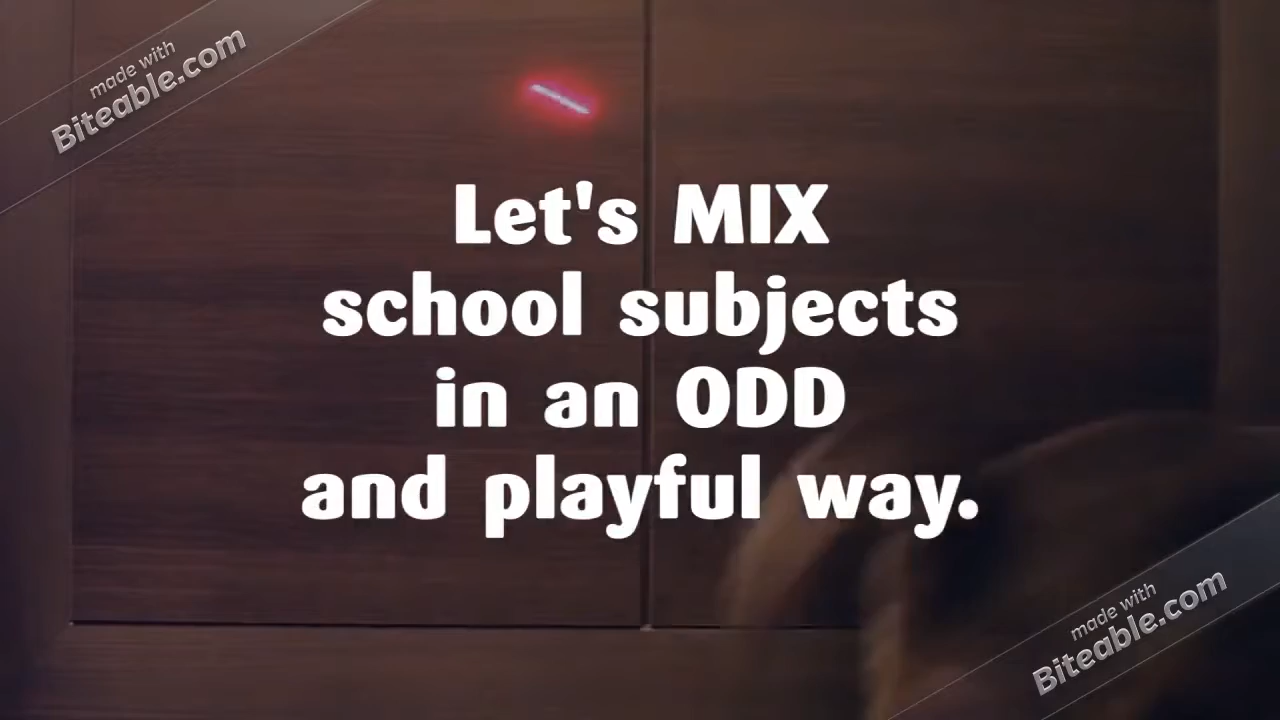 made with
Biteable.com
Let's MIX
school subjects
in an ODD
and playful way.
made with
Biteable.com